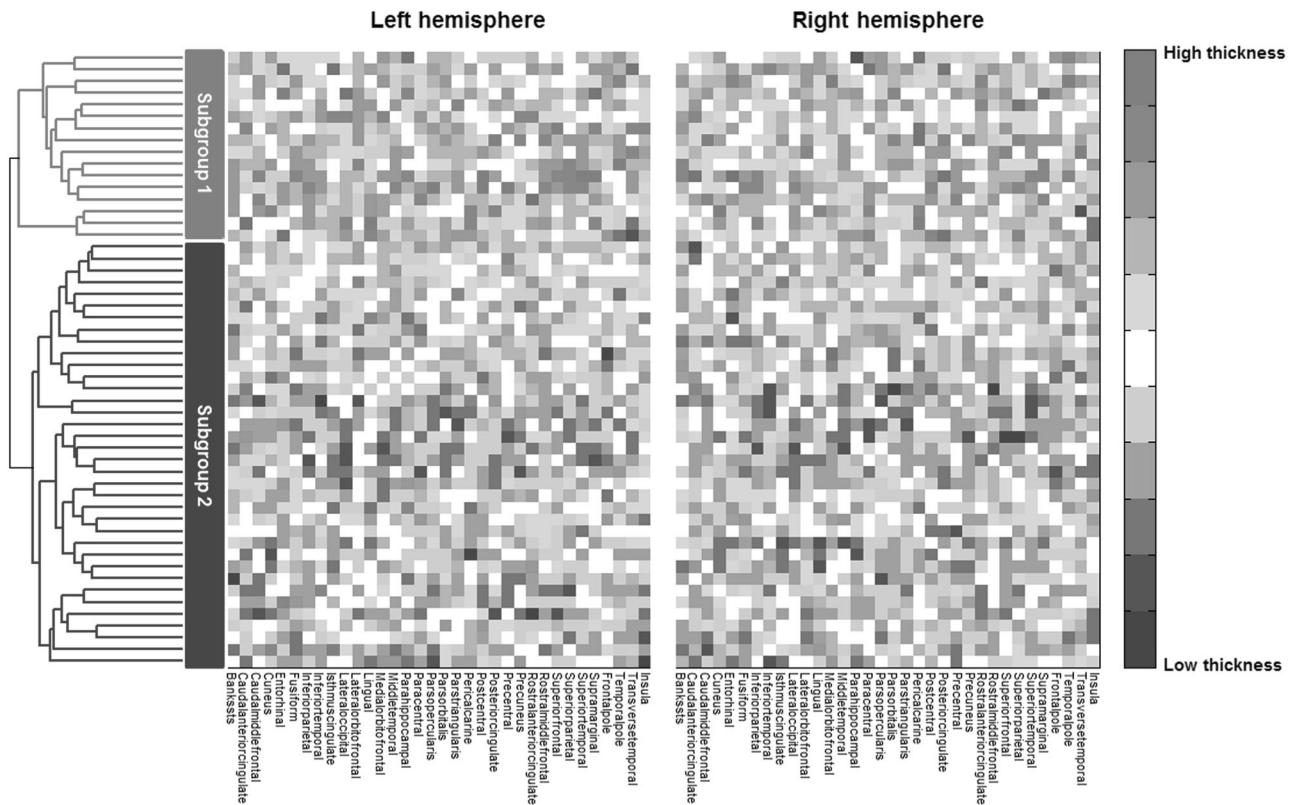 Left hemisphere
Right hemisphere
High thickness
Subgroup 1
Subgroup 2
Low thickness
Bankssts
Caudalanteriorcingulate
Caudalmiddlefrontal
Cuneus
Entorhinal
Fusiform
Inferiorparietal
Inferiortemporal
Isthmuscingulate
Lateraloccipital
Lateralorbitofrontal
Lingual
Medialorbitofrontal
Middletemporal
Parahippocampal
Paracentral
Parsopercularis
Parsorbitalis
Parstriangularis
Pericalcarine
Postcentral
Posteriorcingulate
Precentral
Precuneus
Rostralanteriorcingulate
Rostralmiddlefrontal
Superiorfrontal
Superiorparietal
Superiortemporal
Supramarginal
Frontalpole
Temporalpole
Transversetemporal
Insula
Bankssts
Caudalanteriorcingulate
Caudalmiddlefrontal
Cuneus
Entorhinal
Fusiform
Inferiorparietal
Inferiortemporal
Isthmuscingulate
Lateraloccipital
Lateralorbitofrontal
Lingual
Medialorbitofrontal
Middletemporal
Parahippocampal
Paracentral
Parsopercularis
Parsorbitalis
Parstriangularis
Pericalcarine
Postcentral
Posteriorcingulate
Precentral
Precuneus
Rostralanteriorcingulate
Rostralmiddlefrontal
Superiorfrontal
Superiorparietal
Superiortemporal
Supramarginal
Frontalpole
Temporalpole
Transversetemporal
Insula